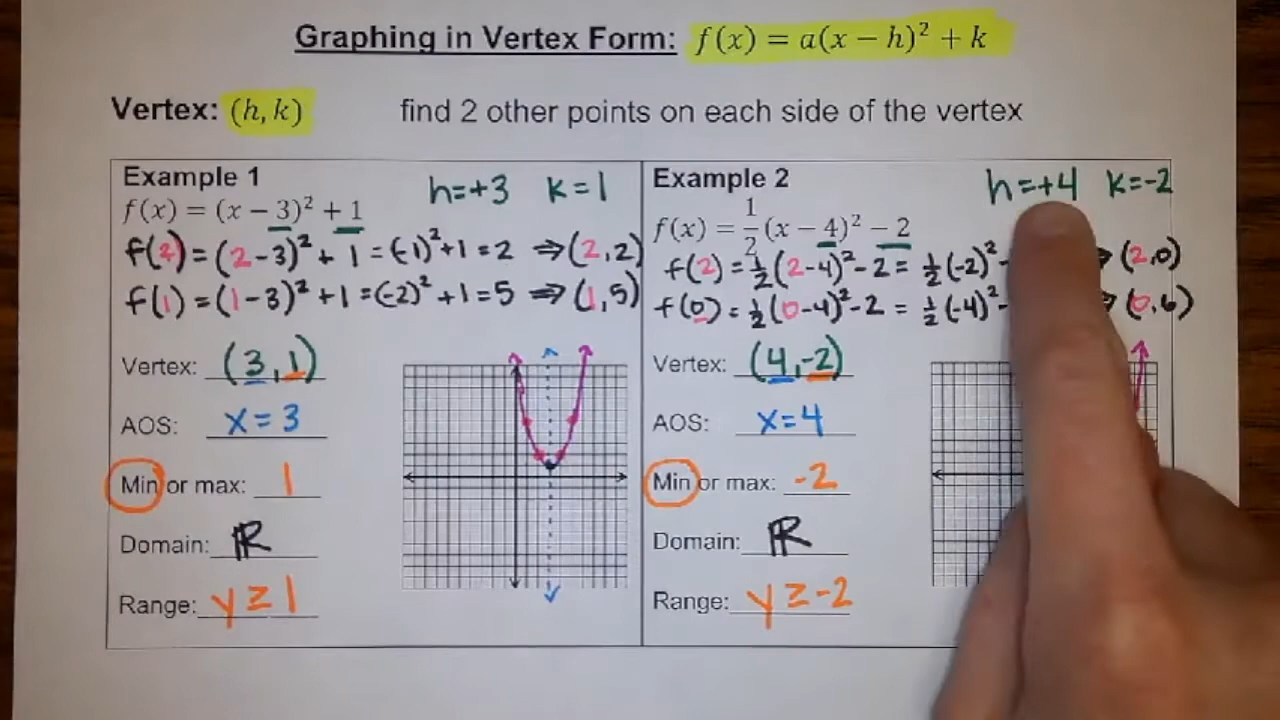 Graphing in Vertex Form: f(x) = a(x − h)² + k
Vertex: (h, k) find 2 other points on each side of the vertex
Example 1
h=+3 k=1
f(x) = (x − 3)² + 1
f(2) = (2-3)² + 1 = (-1)² + 1 = 2 ⇒ (2,2)
f(1) = (1-3)² + 1 = (-2)² + 1 = 5 ⇒ (1,5)
Vertex: (3,1)
AOS: x=3
Min or max: 1
Domain: ℝ
Range: y ≥ 1
Example 2
h=+4 k=-2
f(x) = 1/2(x − 4)² − 2
f(2) = 1/2(2-4)² - 2 = 1/2(-2)² - (2,0)
f(0) = 1/2(0-4)² - 2 = 1/2(-4)² - (0,6)
Vertex: (4,-2)
AOS: x=4
Min or max: -2
Domain: ℝ
Range: y ≥ -2